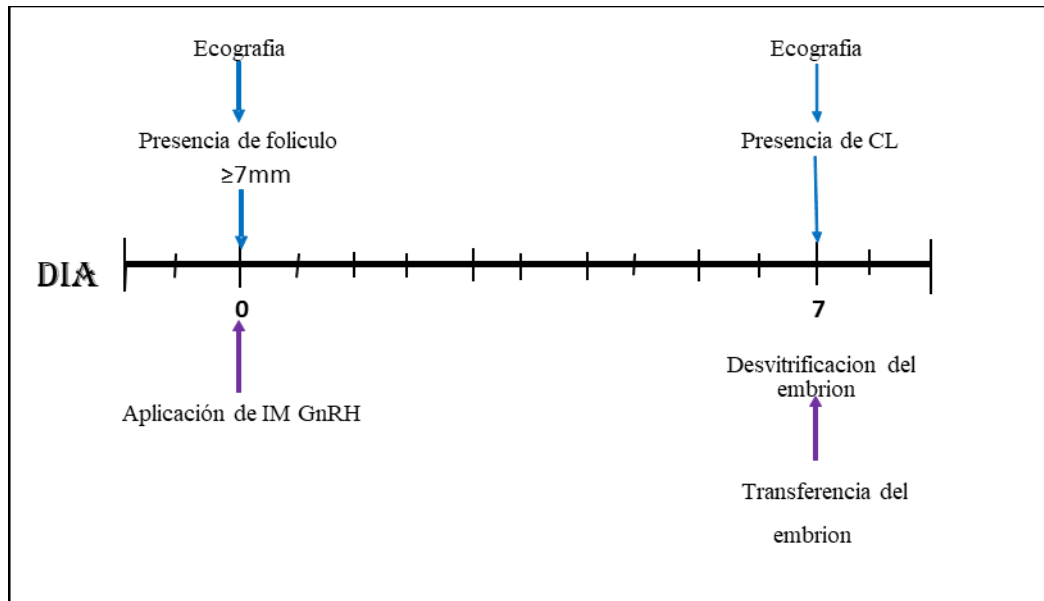 Ecografia
Presencia de foliculo
≥7mm
Ecografia
Presencia de CL
DIA
0
7
Aplicación de IM GnRH
Desvitrificacion del
embrion
Transferencia del
embrion